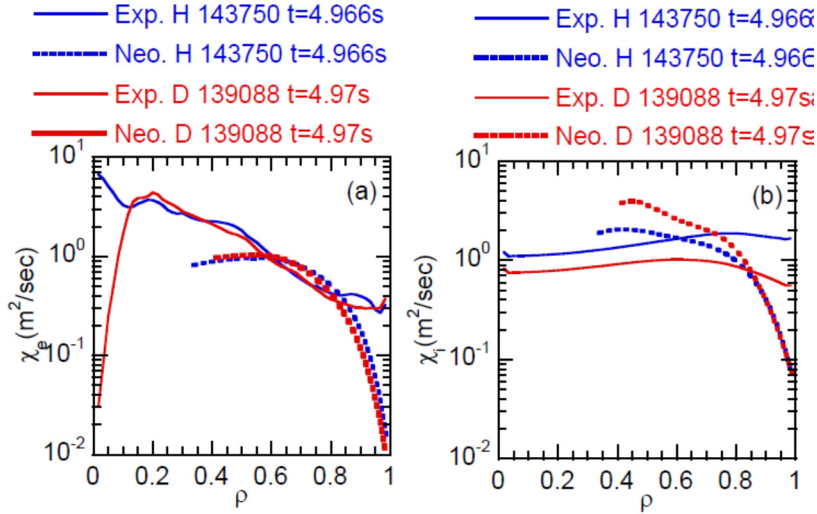 Exp. H 143750 t=4.966s
Neo. H 143750 t=4.966s
Exp. D 139088 t=4.97s
Neo. D 139088 t=4.97s
Exp. H 143750 t=4.966
Neo. H 143750 t=4.966
Exp. D 139088 t=4.97s
Neo. D 139088 t=4.97s
(a)
10¹
10⁰
10⁻¹
10⁻²
χₑ(m²/sec)
0 0.2 0.4 0.6 0.8 1
ρ
(b)
10¹
10⁰
10⁻¹
10⁻²
χᵢ(m²/sec)
0 0.2 0.4 0.6 0.8 1
ρ